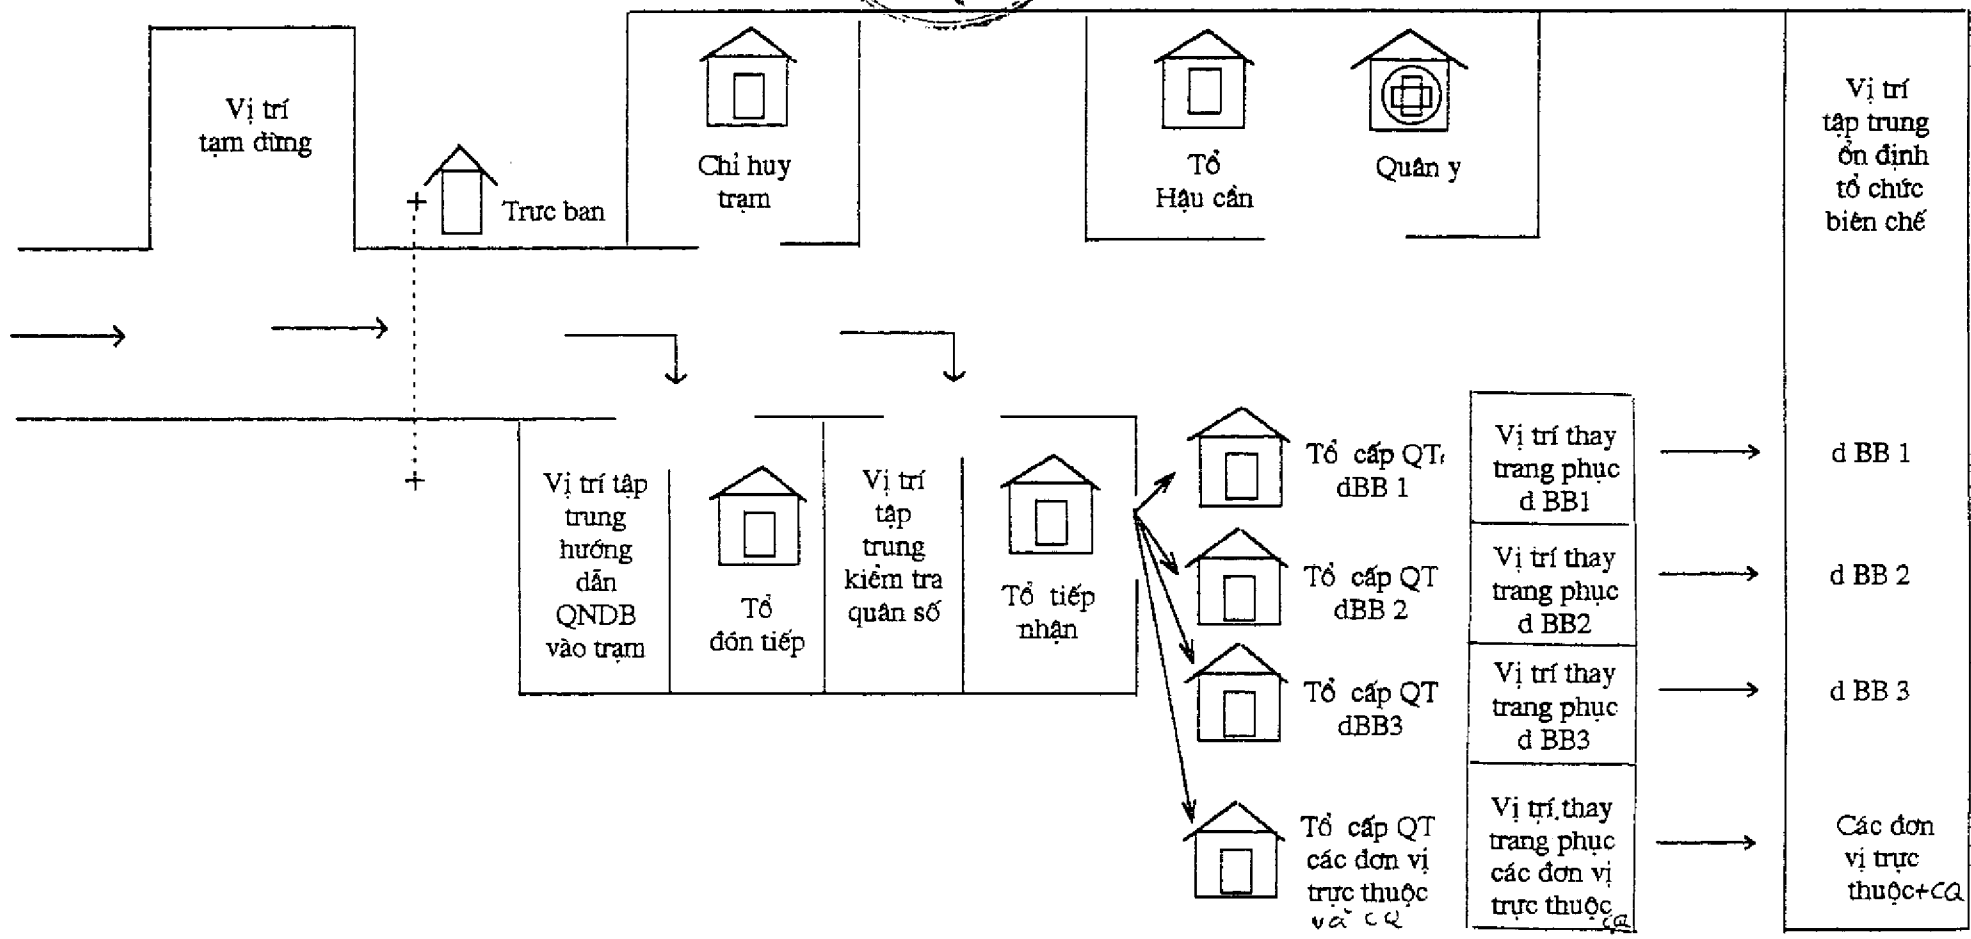 Vị trí
tạm dừng
Trưc ban
Chỉ huy
trạm
Tổ
Hậu cần
Quân y
Vị trí
tập trung
ổn định
tổ chức
biên chế
Vị trí tập
trung
hướng
dẫn
QNDB
vào trạm
Tổ
đón tiếp
Vị trí
tập
trung
kiểm tra
quân số
Tổ tiếp
nhận
Tổ cấp QT
dBB 1
Vị trí thay
trang phục
d BB1
d BB 1
Tổ cấp QT
dBB 2
Vị trí thay
trang phục
d BB2
d BB 2
Tổ cấp QT
dBB3
Vị trí thay
trang phục
d BB3
d BB 3
Tổ cấp QT
các đơn vị
trực thuộc
và CQ
Vị trí thay
trang phục
các đơn vị
trực thuộc
CQ
Các đơn
vị trực
thuộc+CQ